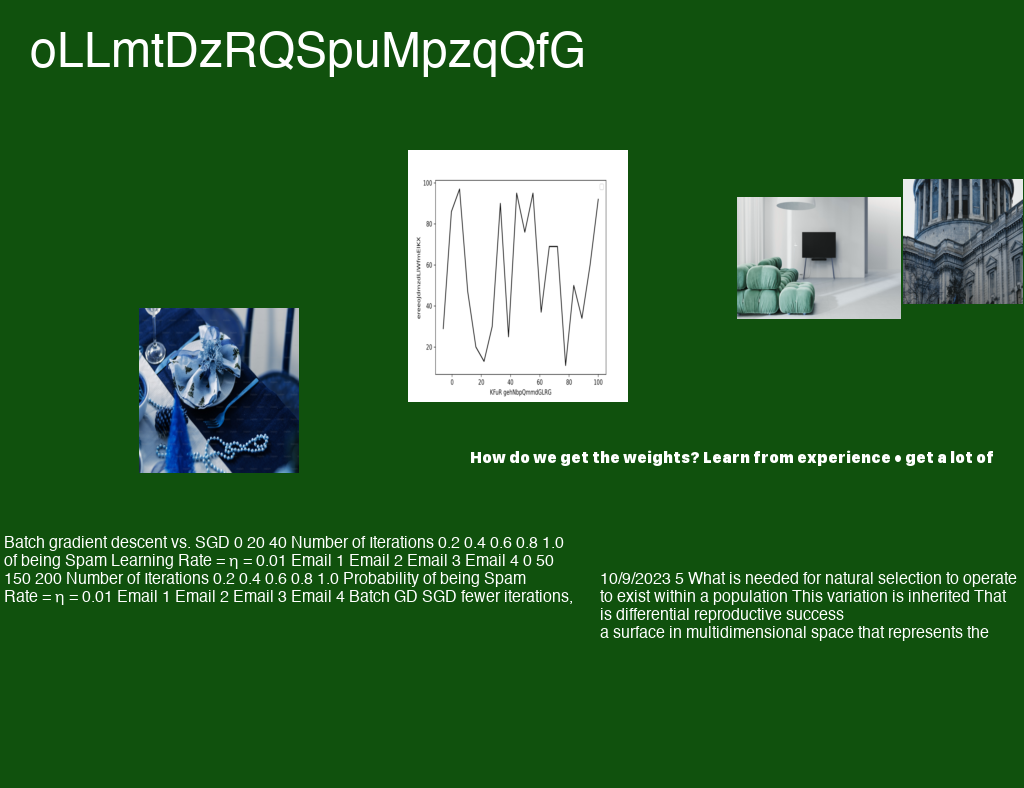 oLLmtDzRQSpuMpzqQfG
100
80
60
40
20
0 20 40 60 80 100
KFuR gehNbpQmmdGLRG
How do we get the weights? Learn from experience • get a lot of
Batch gradient descent vs. SGD 0 20 40 Number of Iterations 0.2 0.4 0.6 0.8 1.0
of being Spam Learning Rate = η = 0.01 Email 1 Email 2 Email 3 Email 4 0 50
150 200 Number of Iterations 0.2 0.4 0.6 0.8 1.0 Probability of being Spam
Rate = η = 0.01 Email 1 Email 2 Email 3 Email 4 Batch GD SGD fewer iterations,
10/9/2023 5 What is needed for natural selection to operate
to exist within a population This variation is inherited That
is differential reproductive success
a surface in multidimensional space that represents the